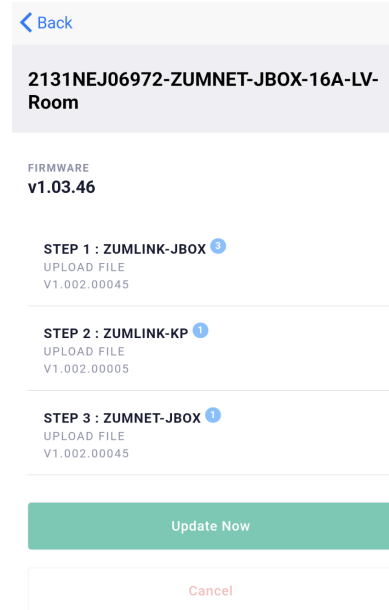 Back
2131NEJ06972-ZUMNET-JBOX-16A-LV-
Room
FIRMWARE
v1.03.46
STEP 1 : ZUMLINK-JBOX 3
UPLOAD FILE
V1.002.00045
STEP 2 : ZUMLINK-KP 1
UPLOAD FILE
V1.002.00005
STEP 3 : ZUMNET-JBOX 1
UPLOAD FILE
V1.002.00045
Update Now
Cancel